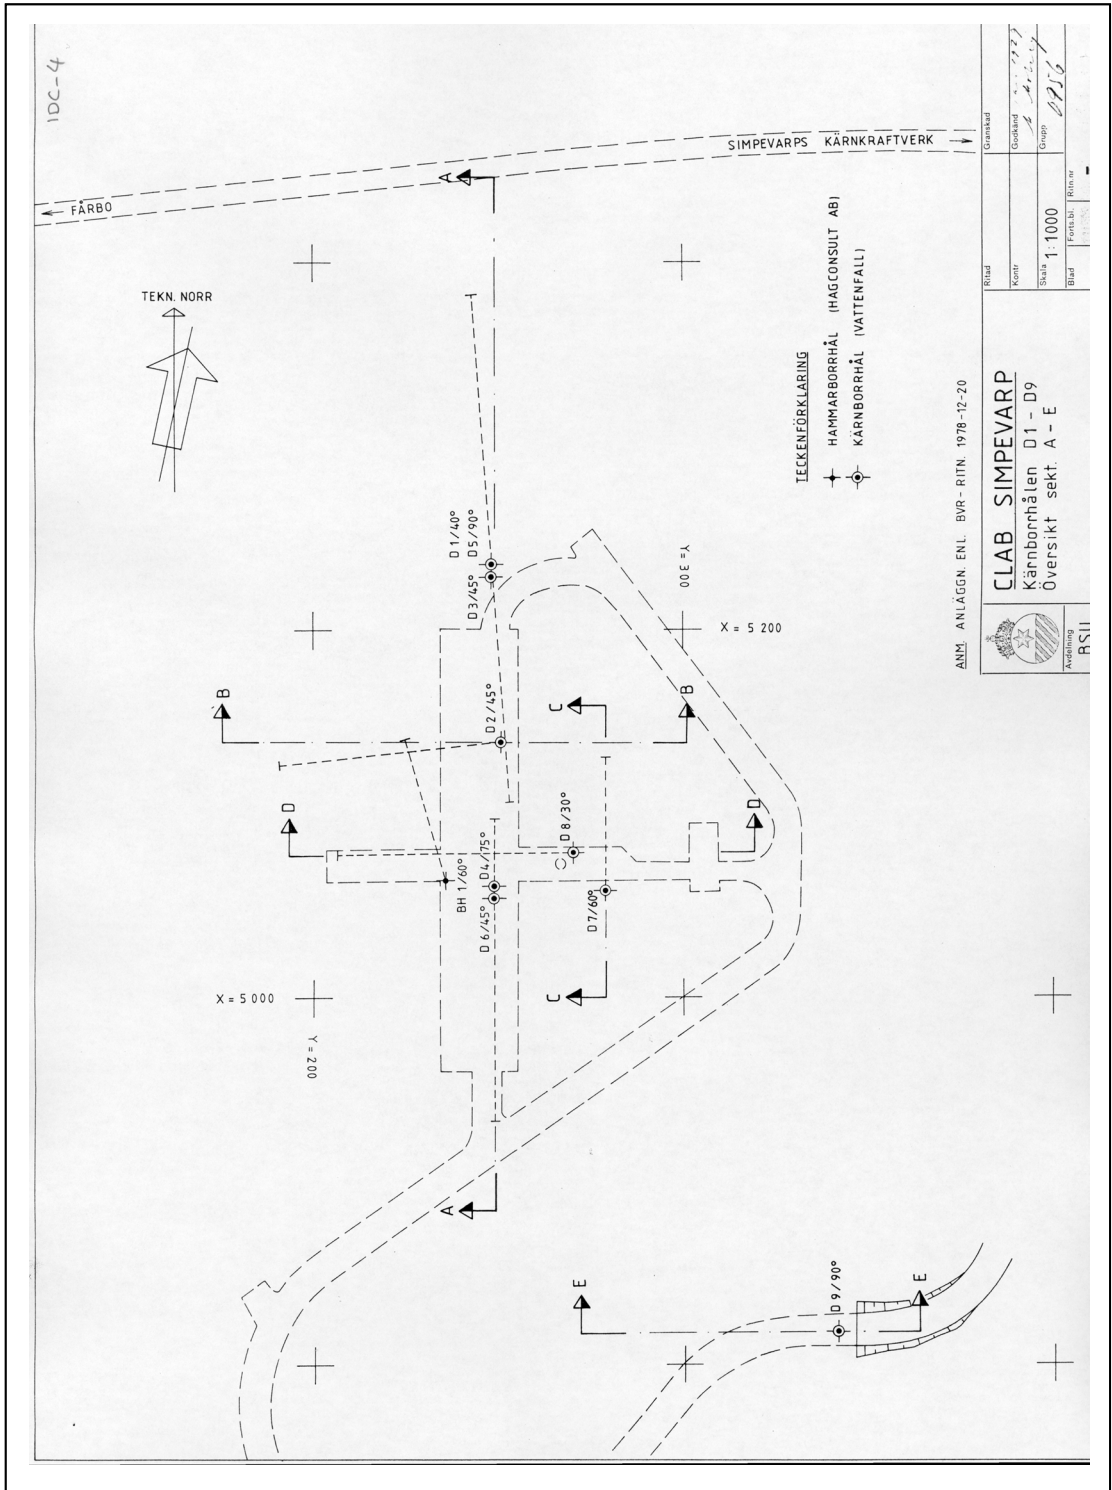 IDC-4
SIMPEVARPS KÄRNKRAFTVERK →
← FÅRBO
A
TEKN. NORR
TECKENFÖRKLARING
HAMMARBORRHÅL (HAGCONSULT AB)
KÄRNBORRHÅL (VATTENFALL)
D 1/40°
D 5/90°
D 3/45°
Y = 300
X = 5 200
B
D 2/45°
C
B
D
D 8/30°
D
BH 1/60°
D 4/75°
D 6/45°
D 7/60°
C
X = 5 000
Y = 200
A
E
D 9/90°
E
ANM. ANLÄGGN. ENL. BVR - RITN. 1978-12-20
CLAB SIMPEVARP
Kärnborrhålen D1 - D9
Översikt sekt. A - E
Avdelning
BSU
Ritad
Granskad
Kontr
Godkänd
Skala
1:1000
Grupp
0956
Blad
Forts.bl.
Ritn.nr